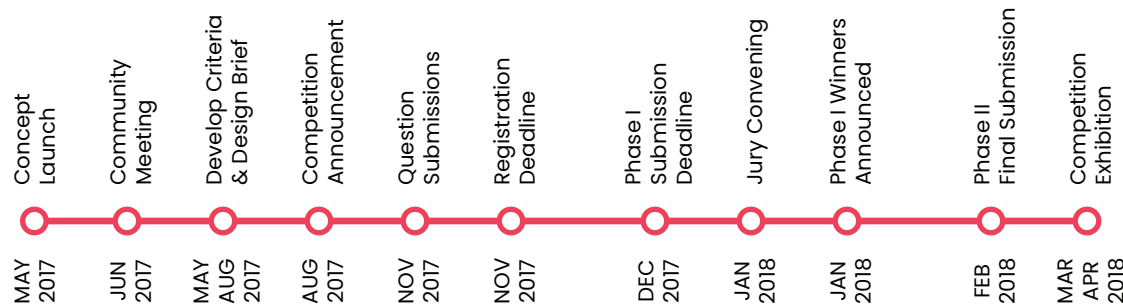 Concept
Launch
Community
Meeting
Develop Criteria
& Design Brief
Competition
Announcement
Question
Submissions
Registration
Deadline
Phase I
Submission
Deadline
Jury Convening
Phase I Winners
Announced
Phase II
Final Submission
Competition
Exhibition
MAY
2017
JUN
2017
MAY
AUG
2017
AUG
2017
NOV
2017
NOV
2017
DEC
2017
JAN
2018
JAN
2018
FEB
2018
MAR
APR
2018